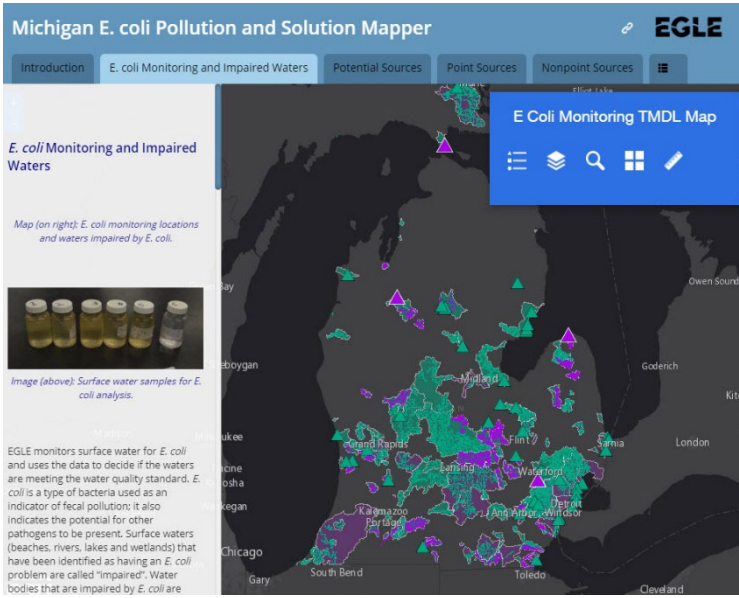 Michigan E. coli Pollution and Solution Mapper
EGLE
Introduction
E. coli Monitoring and Impaired Waters
Potential Sources
Point Sources
Nonpoint Sources
E. coli Monitoring and Impaired
Waters
Map (on right): E. coli monitoring locations
and waters impaired by E. coli.
Image (above): Surface water samples for E.
coli analysis.
EGLE monitors surface water for E. coli
and uses the data to decide if the waters
are meeting the water quality standard. E.
coli is a type of bacteria used as an
indicator of fecal pollution; it also
indicates the potential for other
pathogens to be present. Surface waters
(beaches, rivers, lakes and wetlands) that
have been identified as having an E. coli
problem are called "impaired". Water
bodies that are impaired by E. coli are
E Coli Monitoring TMDL Map
Elliot Lake
Owen Sound
Bay
eboygan
Goderich
Midland
ukee
Grand Rapids
Flint
Sarnia
London
cine
Lansing
Waterford
osha
kegan
Kalamazoo
Portage
Ann Arbor
Detroit
Windsor
Chicago
Gary
South Bend
Toledo
Cleveland